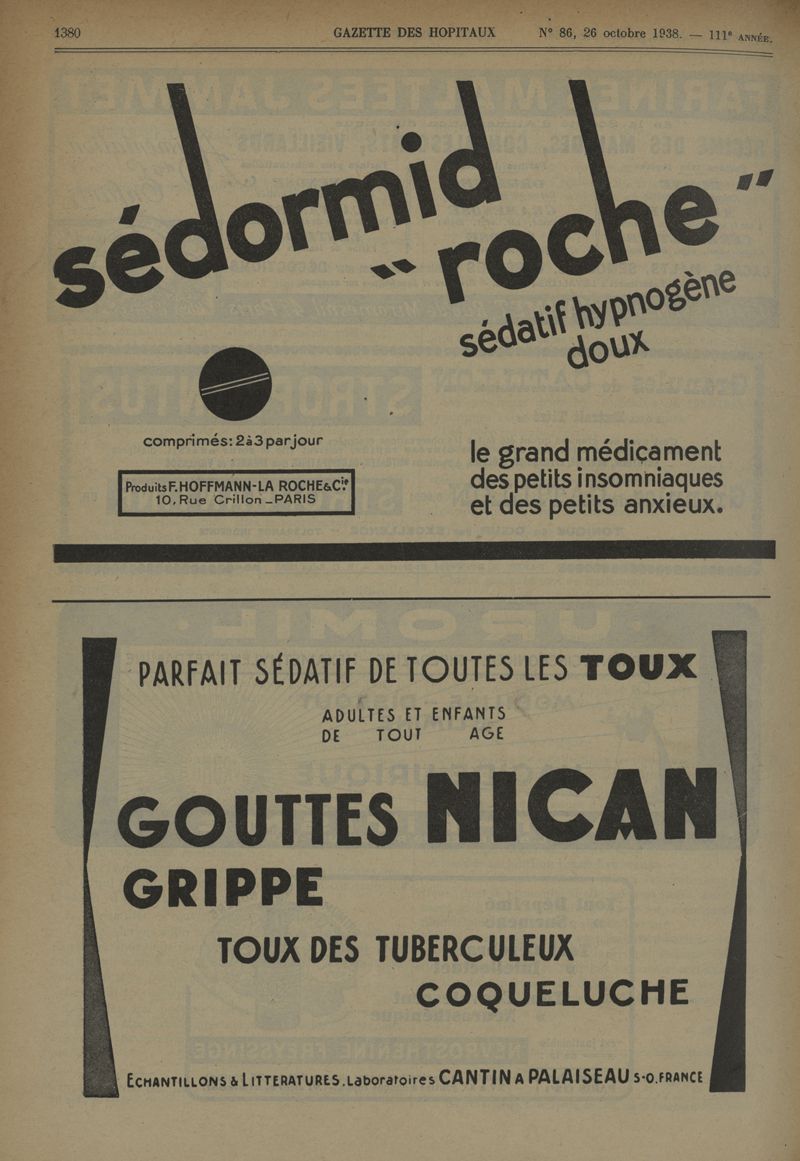 1380 GAZETTE DES HOPITAUX N° 86, 26 octobre 1938. — 111e ANNÉE.
sédormid
"roche"
sédatif hypnogène
doux
comprimés: 2 à 3 par jour
Produits F. HOFFMANN-LA ROCHE & Cie.
10, Rue Crillon _ PARIS
le grand médicament
des petits insomniaques
et des petits anxieux.
PARFAIT SÉDATIF DE TOUTES LES TOUX
ADULTES ET ENFANTS
DE TOUT AGE
GOUTTES NICAN
GRIPPE
TOUX DES TUBERCULEUX
COQUELUCHE
ECHANTILLONS & LITTERATURES. Laboratoires CANTIN A PALAISEAU S.-O. FRANCE